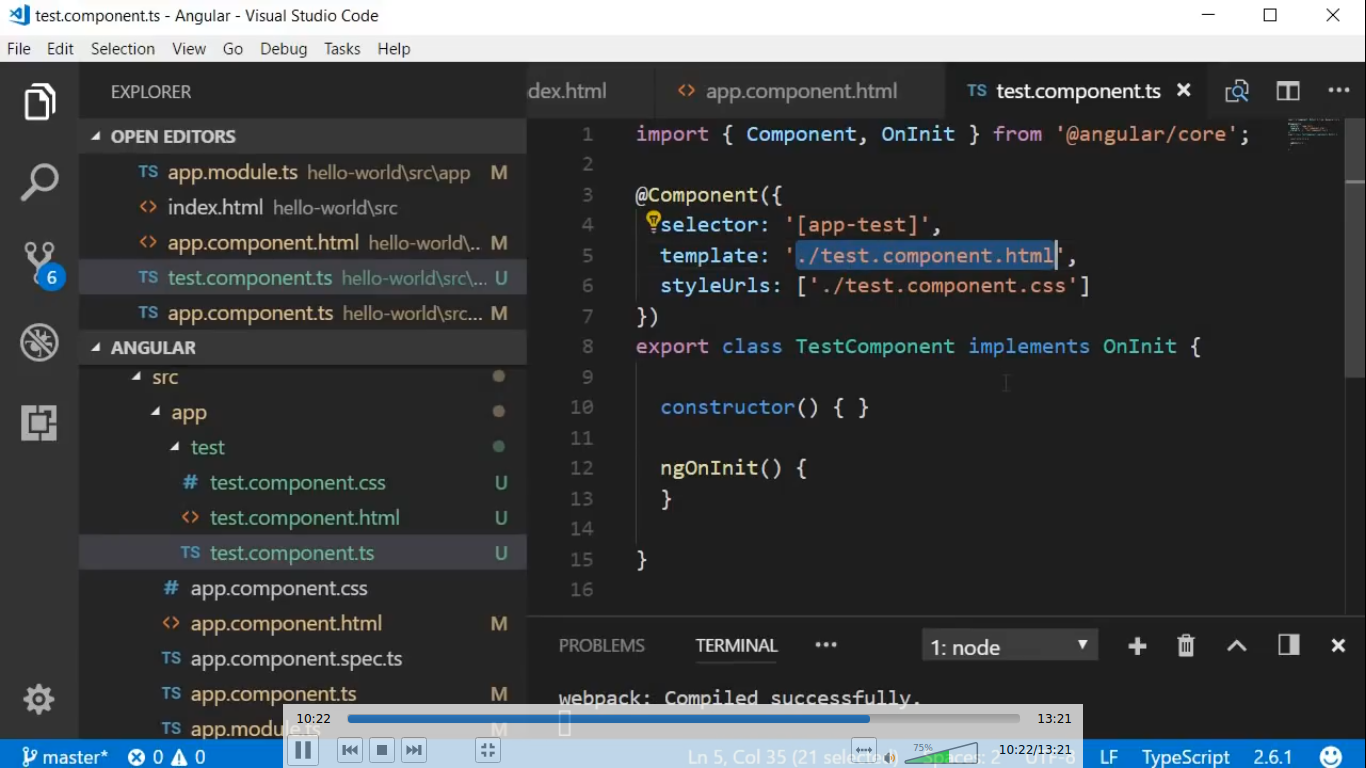 test.component.ts - Angular - Visual Studio Code
File Edit Selection View Go Debug Tasks Help
EXPLORER
OPEN EDITORS
TS app.module.ts hello-world\src\app M
<> index.html hello-world\src
<> app.component.html hello-world\.. M
TS test.component.ts hello-world\src\... U
TS app.component.ts hello-world\src... M
6
ANGULAR
src
app
test
# test.component.css U
<> test.component.html U
TS test.component.ts U
# app.component.css
<> app.component.html M
TS app.component.spec.ts
TS app.component.ts M
TS app.module.ts M
dex.html <> app.component.html TS test.component.ts
1 import { Component, OnInit } from '@angular/core';
2
3 @Component({
4 selector: '[app-test]',
5 template: './test.component.html',
6 styleUrls: ['./test.component.css']
7 })
8 export class TestComponent implements OnInit {
9
10 constructor() { }
11
12 ngOnInit() {
13 }
14
15 }
16
PROBLEMS TERMINAL ••• 1: node
webpack: Compiled successfully.
10:22 13:21
75% 10:22/13:21
master* 0 0 Ln 5, Col 35 (21 selected) Spaces: 2 UTF-8 LF TypeScript 2.6.1